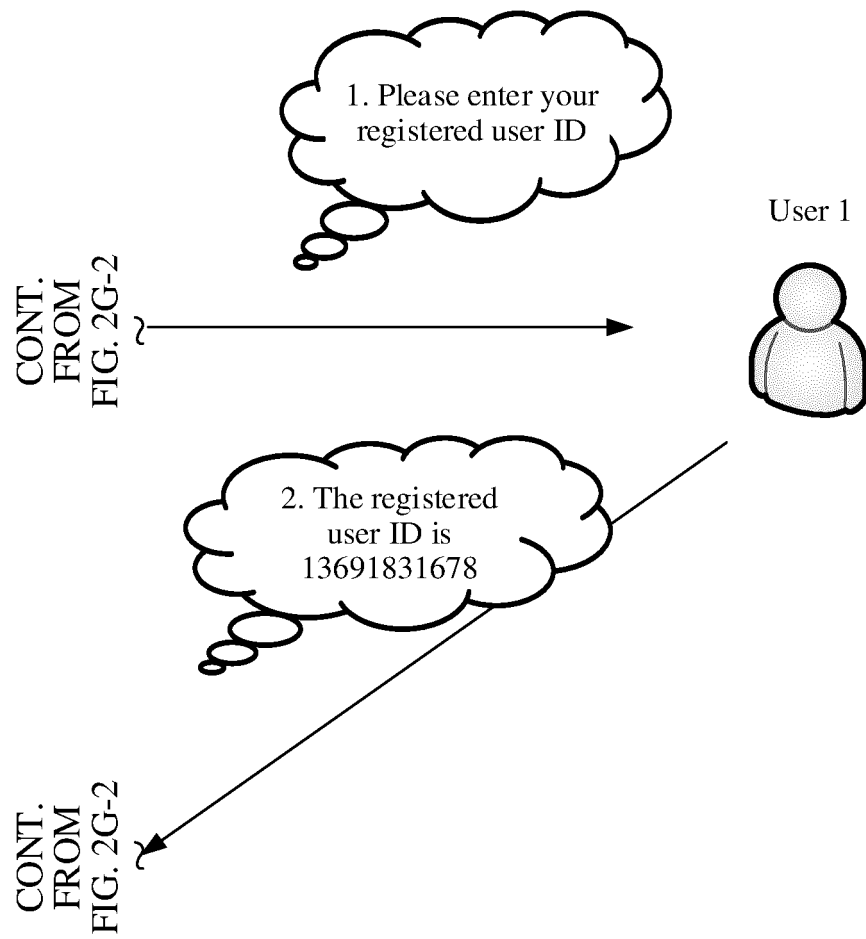 1. Please enter your
registered user ID
User 1
CONT.
FROM
FIG. 2G-2
2. The registered
user ID is
13691831678
CONT.
FROM
FIG. 2G-2